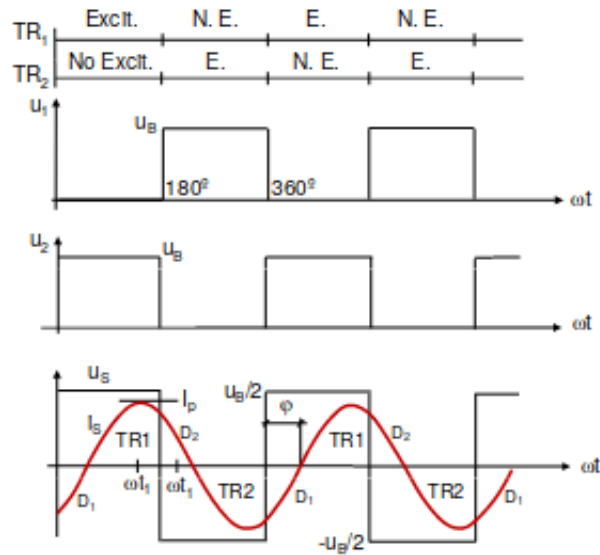 TR₁ Excit. N. E. E. N. E.
TR₂ No Excit. E. N. E. E.
u₁
u_B
180º 360º
ωt
u₂ u_B
ωt
u_S I_p u_B/2 φ
I_S TR1 D₂ TR1 D₂
ωt₁ ωt₁ ωt
D₁ TR2 D₁ TR2 D₁
-u_B/2